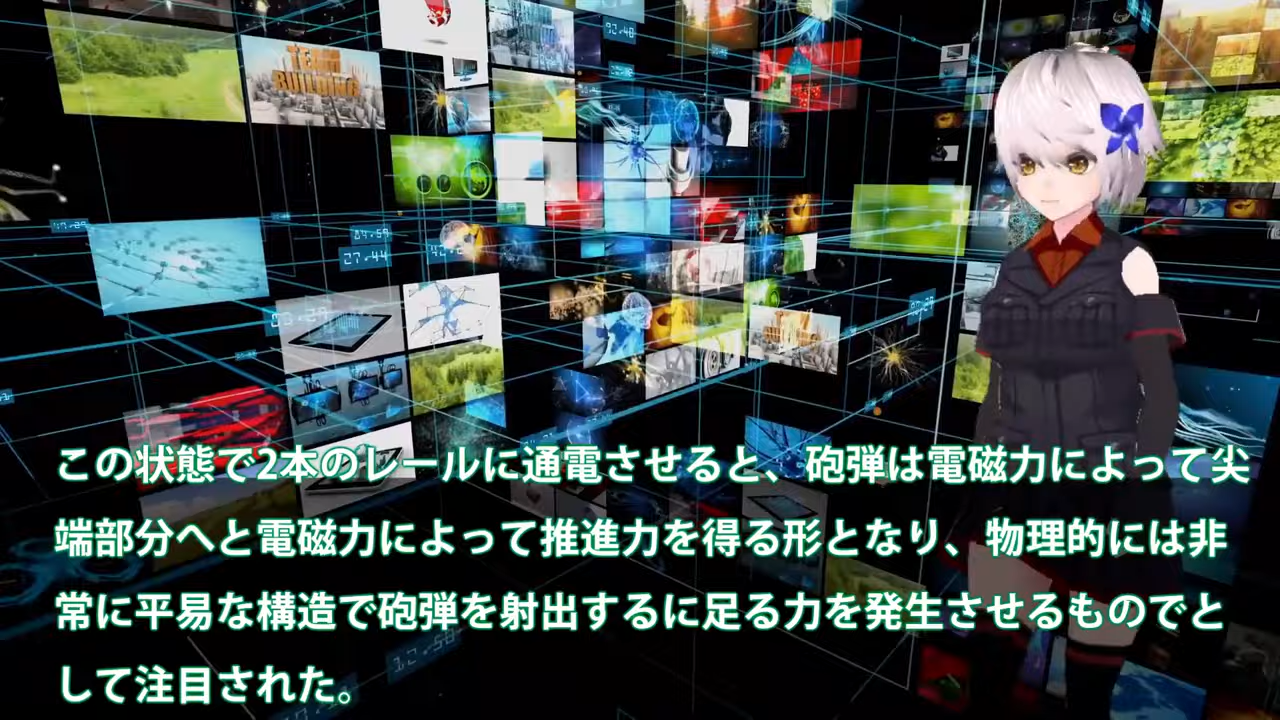 TEAM
BUILDING
この状態で2本のレールに通電させると、砲弾は電磁力によって尖
端部分へと電磁力によって推進力を得る形となり、物理的には非
常に平易な構造で砲弾を射出するに足る力を発生させるものでと
して注目された。